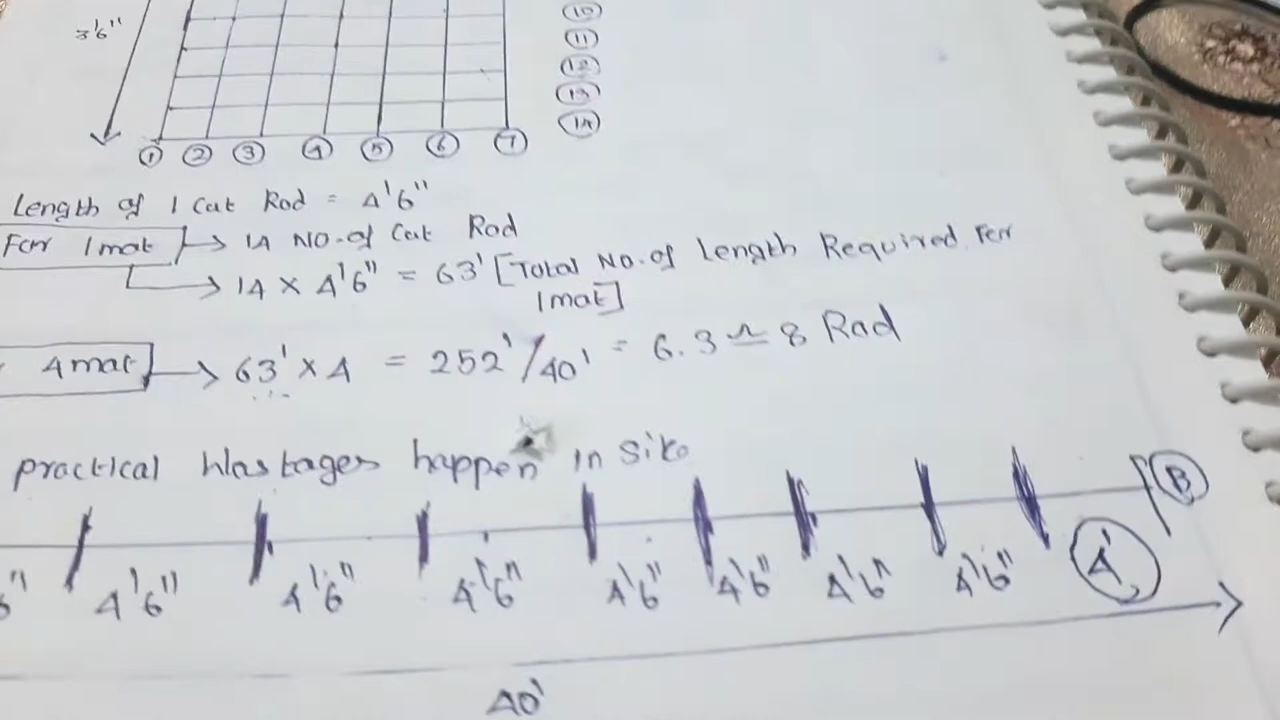 3'6"
10
11
12
13
14
1 2 3 4 5 6 7
Length of 1 Cut Rod = 4'6"
For 1mat → 14 NO. of Cut Rod
→ 14 × 4'6" = 63' [Total No. of length Required For
1mat]
4mat → 63' × 4 = 252'/40' = 6.3 ≃ 8 Rod
practical Wastages happen in site
6" 4'6" 4'6" 4'6" 4'6" 4'6" 4'6" 4'6" 4' B
40'